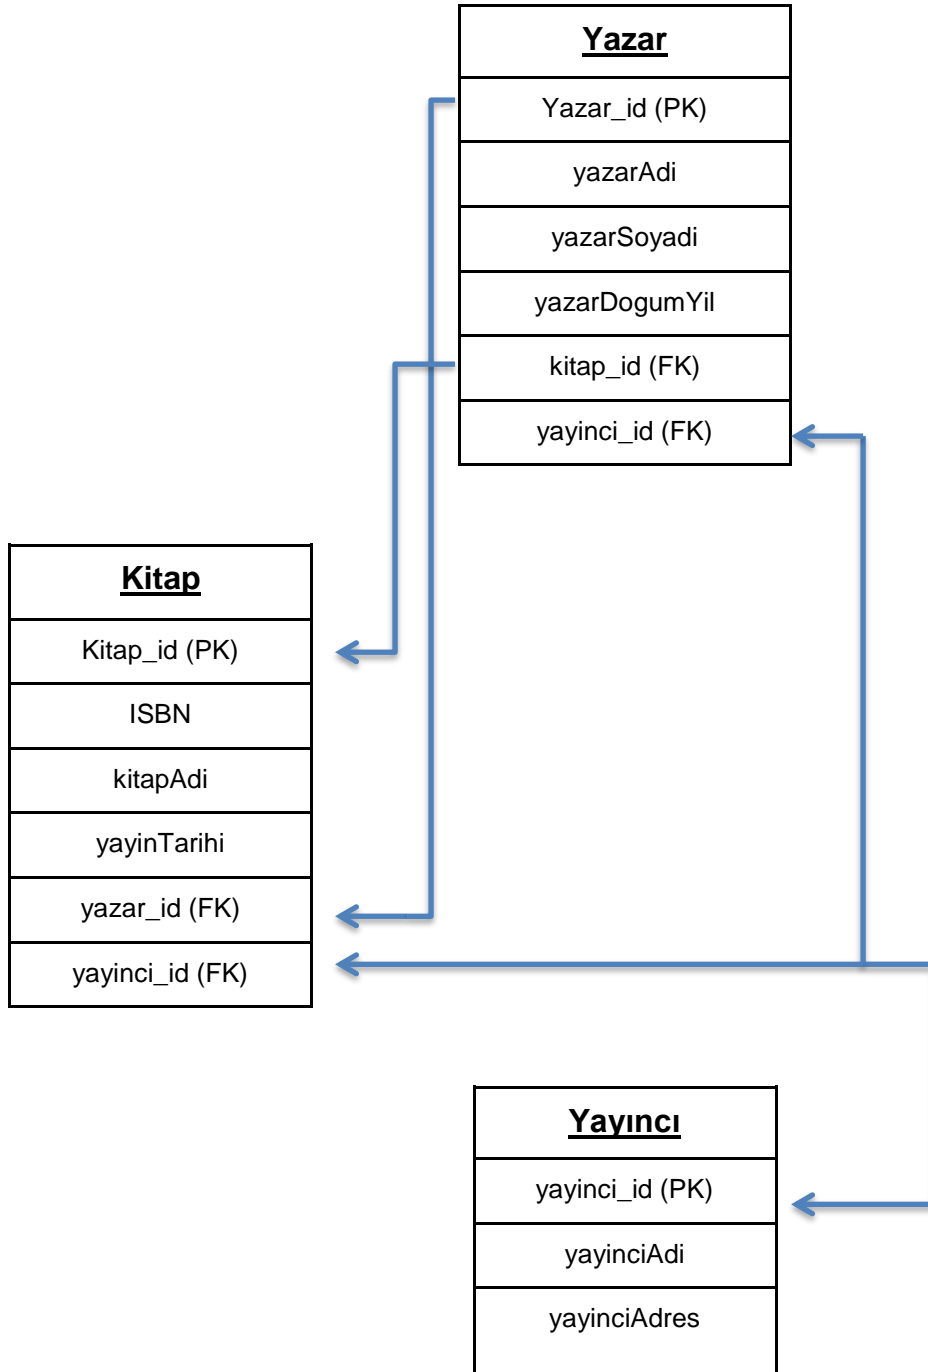 Yazar
Yazar_id (PK)
yazarAdi
yazarSoyadi
yazarDogumYil
kitap_id (FK)
yayinci_id (FK)
Kitap
Kitap_id (PK)
ISBN
kitapAdi
yayinTarihi
yazar_id (FK)
yayinci_id (FK)
Yayıncı
yayinci_id (PK)
yayinciAdi
yayinciAdres